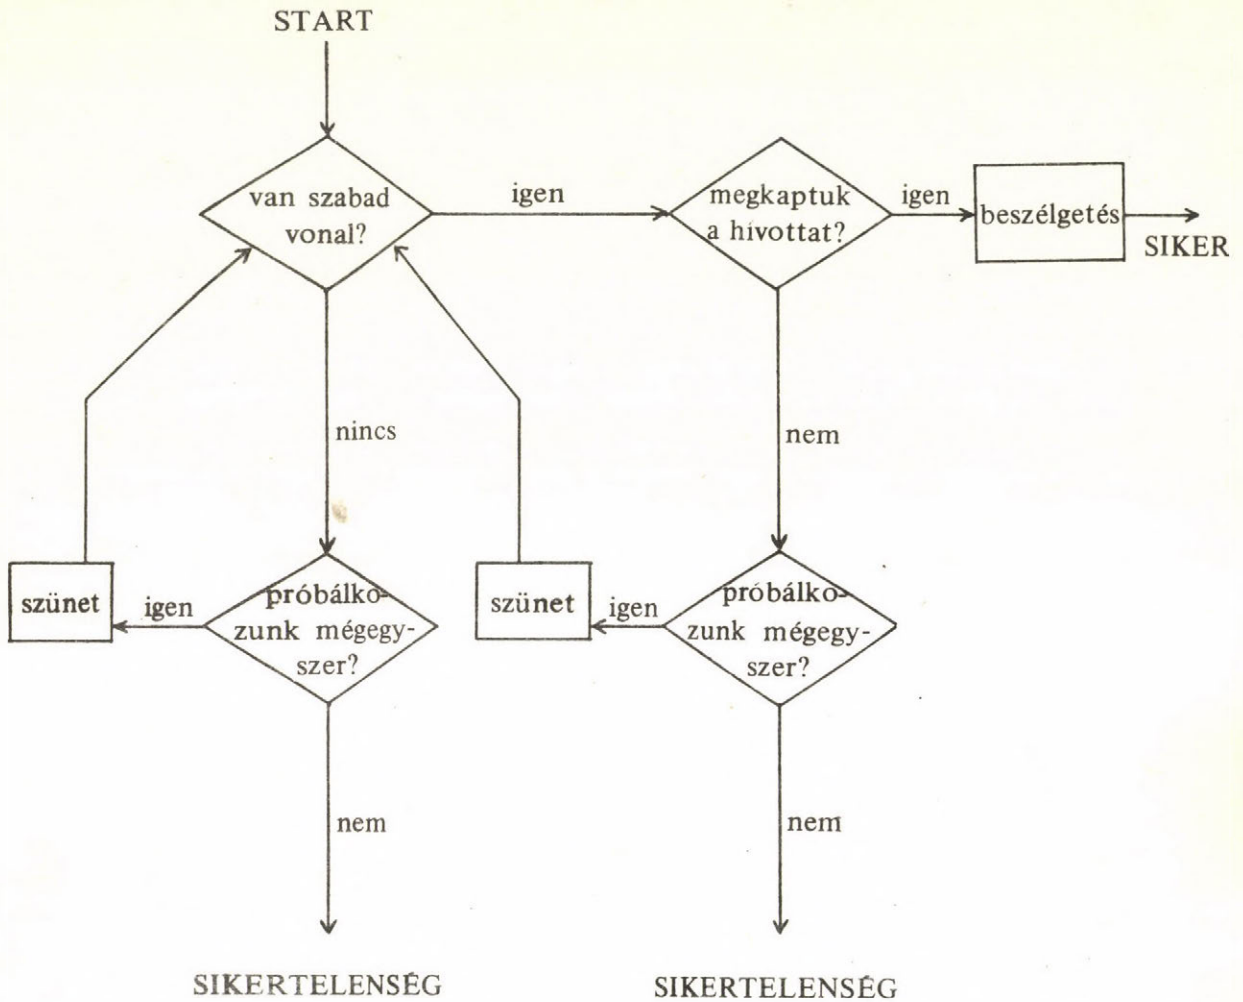 START
van szabad
vonal?
igen
megkaptuk
a hivottat?
igen
beszélgetés
SIKER
nincs
nem
szünet
igen
próbálko-
zunk mégegy-
szer?
szünet
igen
próbálko-
zunk mégegy-
szer?
nem
nem
SIKERTELENSÉG
SIKERTELENSÉG